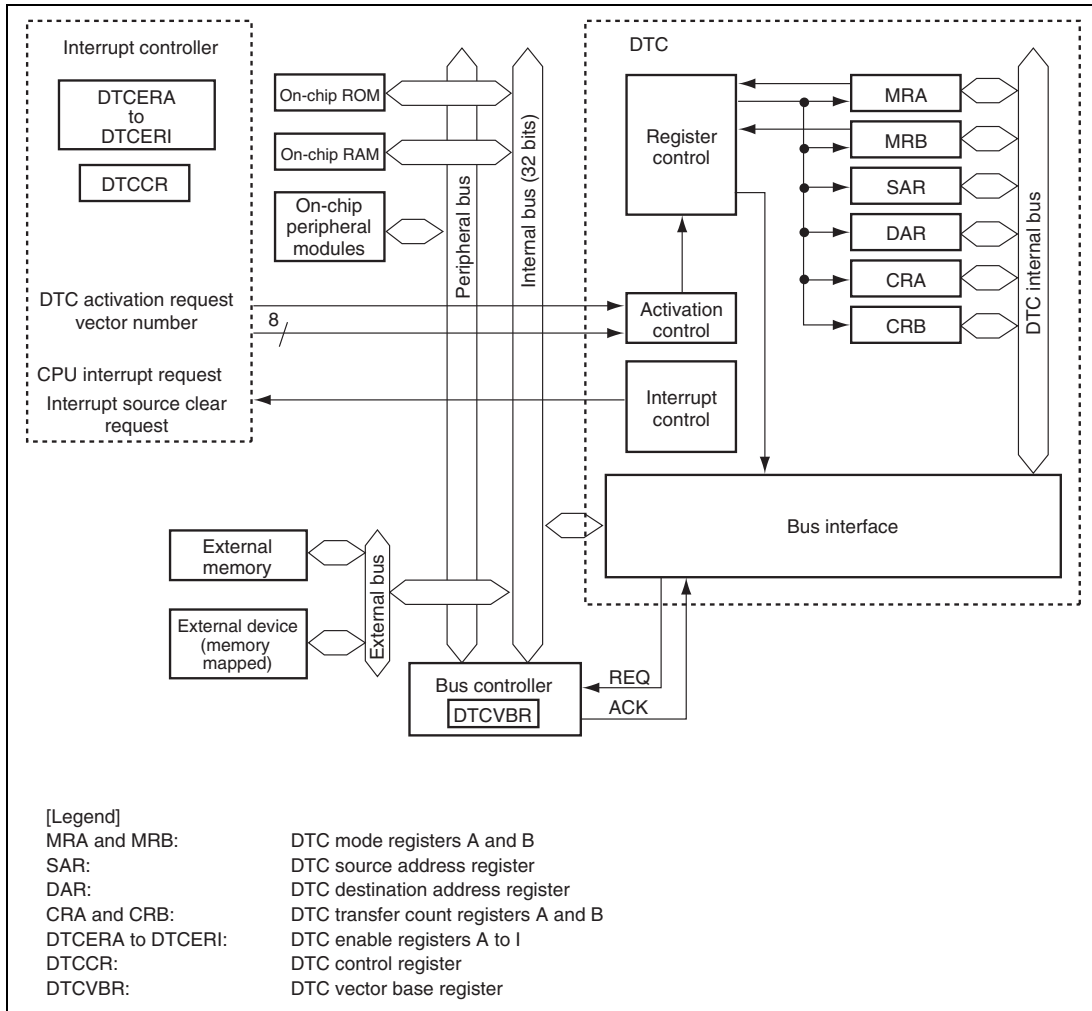 Interrupt controller
DTCERA
to
DTCERI
DTCCR
DTC activation request
vector number
8
CPU interrupt request
Interrupt source clear
request
On-chip ROM
On-chip RAM
On-chip
peripheral
modules
Peripheral bus
Internal bus (32 bits)
DTC
Register
control
Activation
control
Interrupt
control
MRA
MRB
SAR
DAR
CRA
CRB
DTC internal bus
Bus interface
External
memory
External device
(memory
mapped)
External bus
Bus controller
DTCVBR
REQ
ACK
[Legend]
MRA and MRB: DTC mode registers A and B
SAR: DTC source address register
DAR: DTC destination address register
CRA and CRB: DTC transfer count registers A and B
DTCERA to DTCERI: DTC enable registers A to I
DTCCR: DTC control register
DTCVBR: DTC vector base register